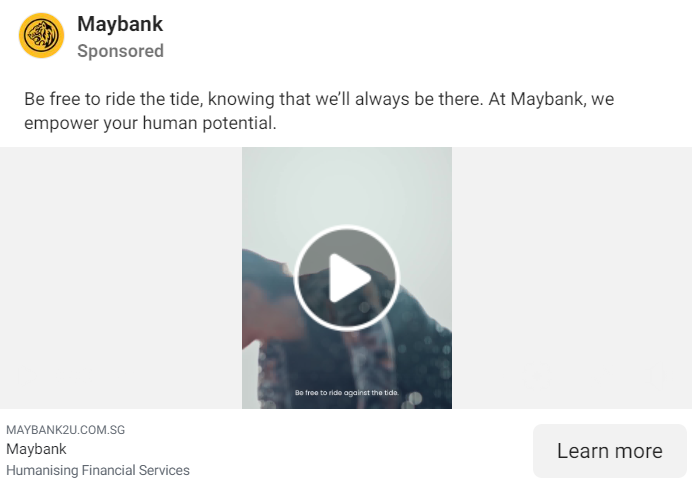 Maybank
Sponsored
Be free to ride the tide, knowing that we’ll always be there. At Maybank, we
empower your human potential.
Be free to ride against the tide.
MAYBANK2U.COM.SG
Maybank
Humanising Financial Services
Learn more